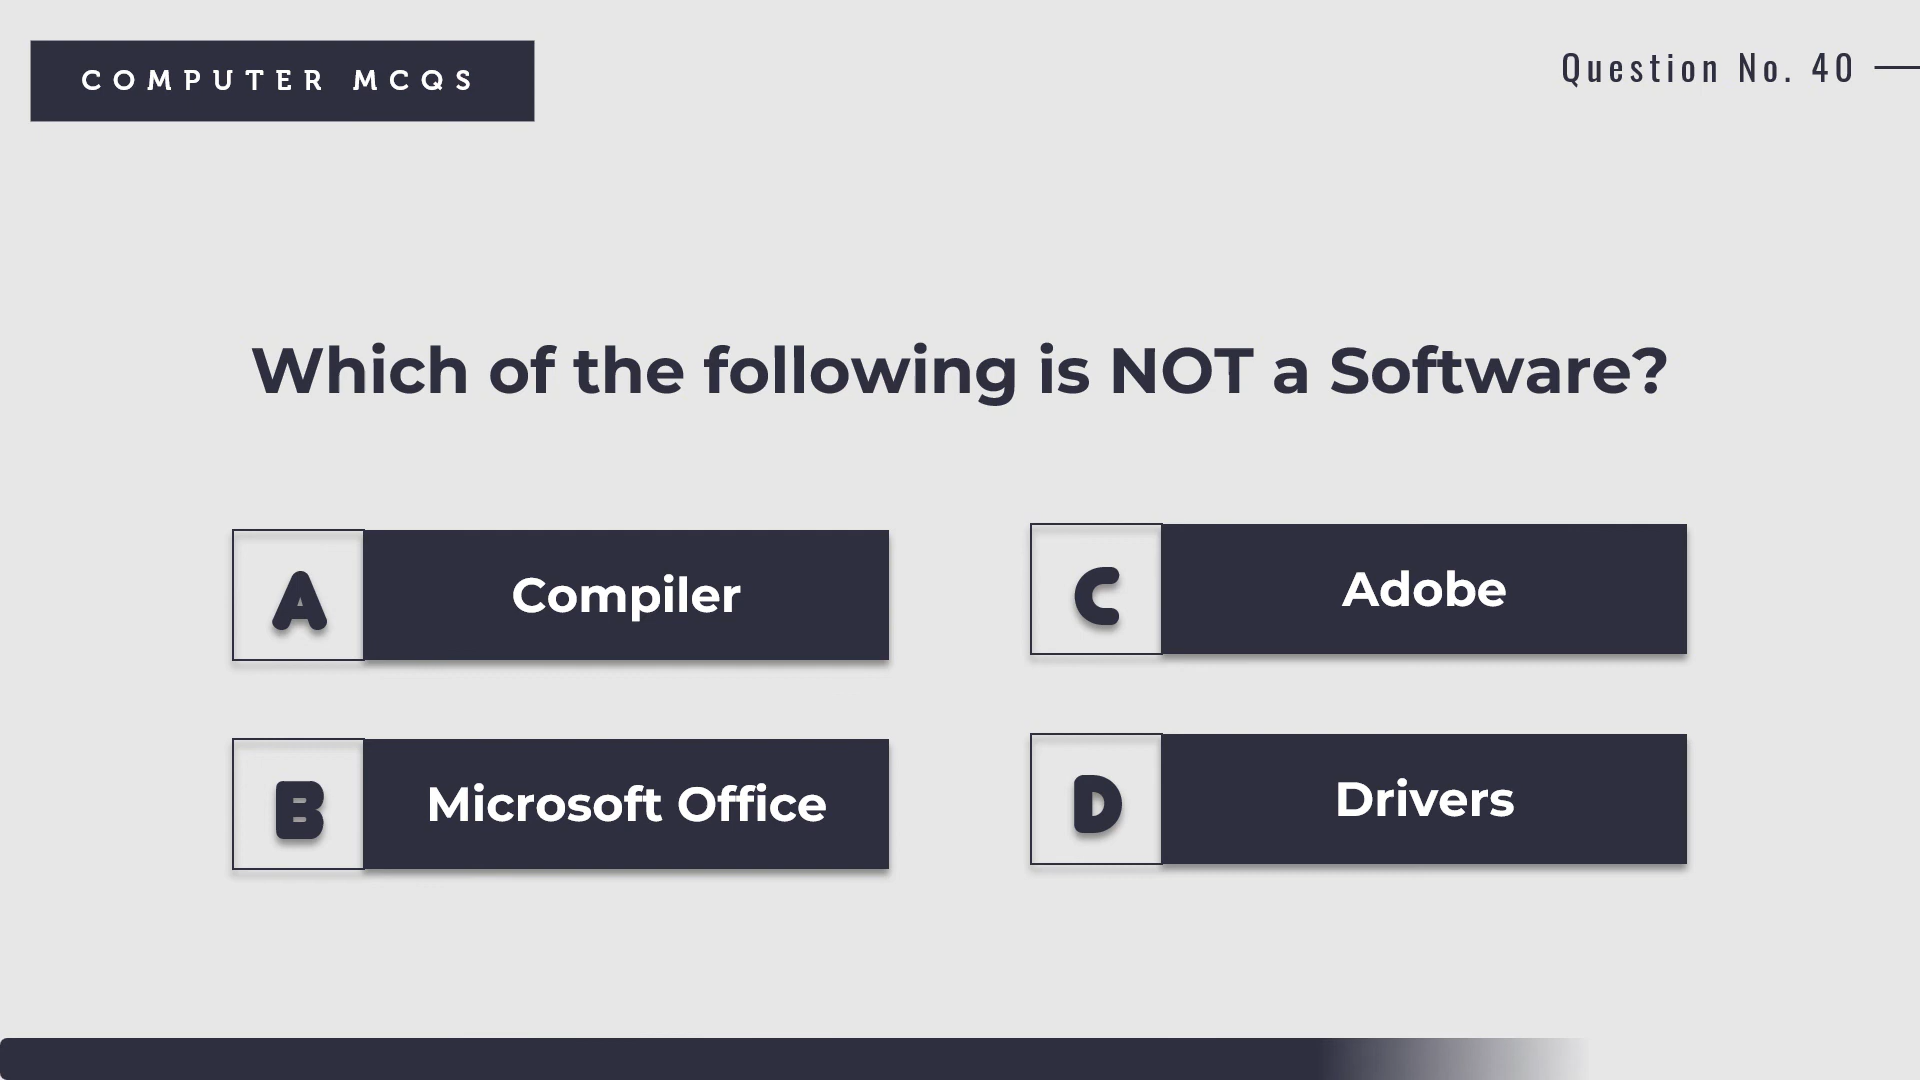 COMPUTER MCQS
Question No. 40
Which of the following is NOT a Software?
A Compiler
B Microsoft Office
C Adobe
D Drivers